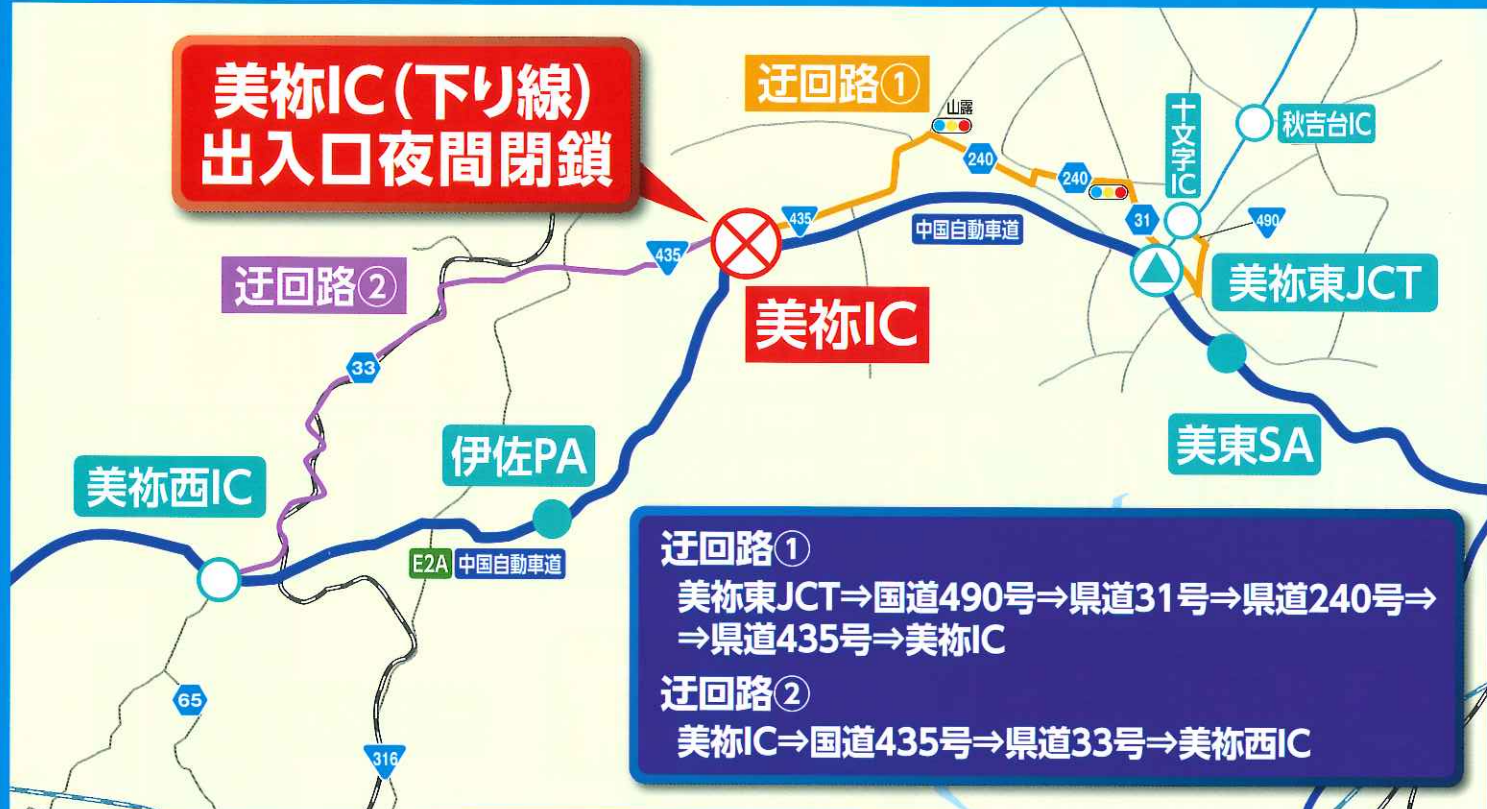 美祢IC(下り線)
出入口夜間閉鎖
迂回路①
山露
240
240
31
十文字IC
秋吉台IC
490
435
中国自動車道
美祢東JCT
435
迂回路②
美祢IC
33
美東SA
伊佐PA
美祢西IC
E2A 中国自動車道
65
316
迂回路①
美祢東JCT⇒国道490号⇒県道31号⇒県道240号⇒
⇒県道435号⇒美祢IC
迂回路②
美祢IC⇒国道435号⇒県道33号⇒美祢西IC